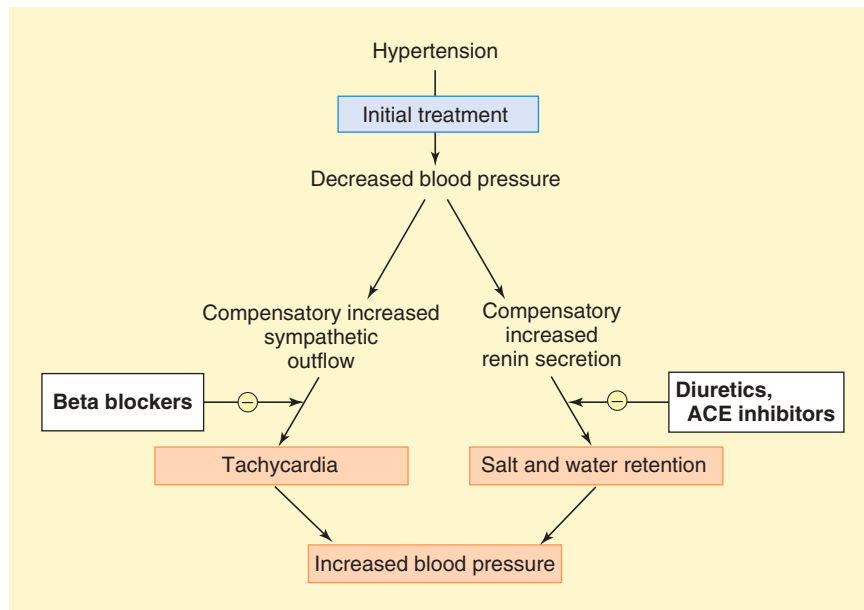 Hypertension
Initial treatment
Decreased blood pressure
Compensatory increased
sympathetic
outflow
Compensatory
increased
renin secretion
Beta blockers
−
−
Diuretics,
ACE inhibitors
Tachycardia
Salt and water retention
Increased blood pressure